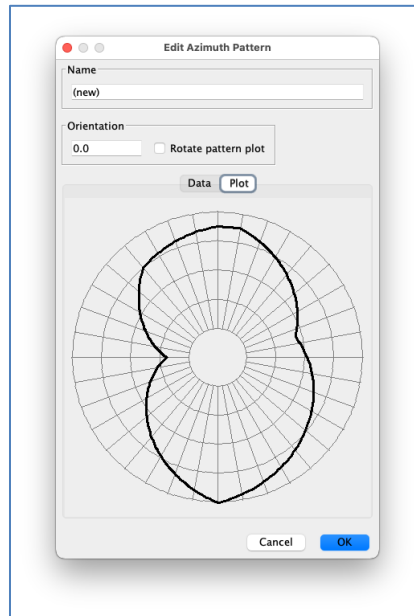 Edit Azimuth Pattern
Name
(new)
Orientation
0.0 Rotate pattern plot
Data Plot
Cancel OK